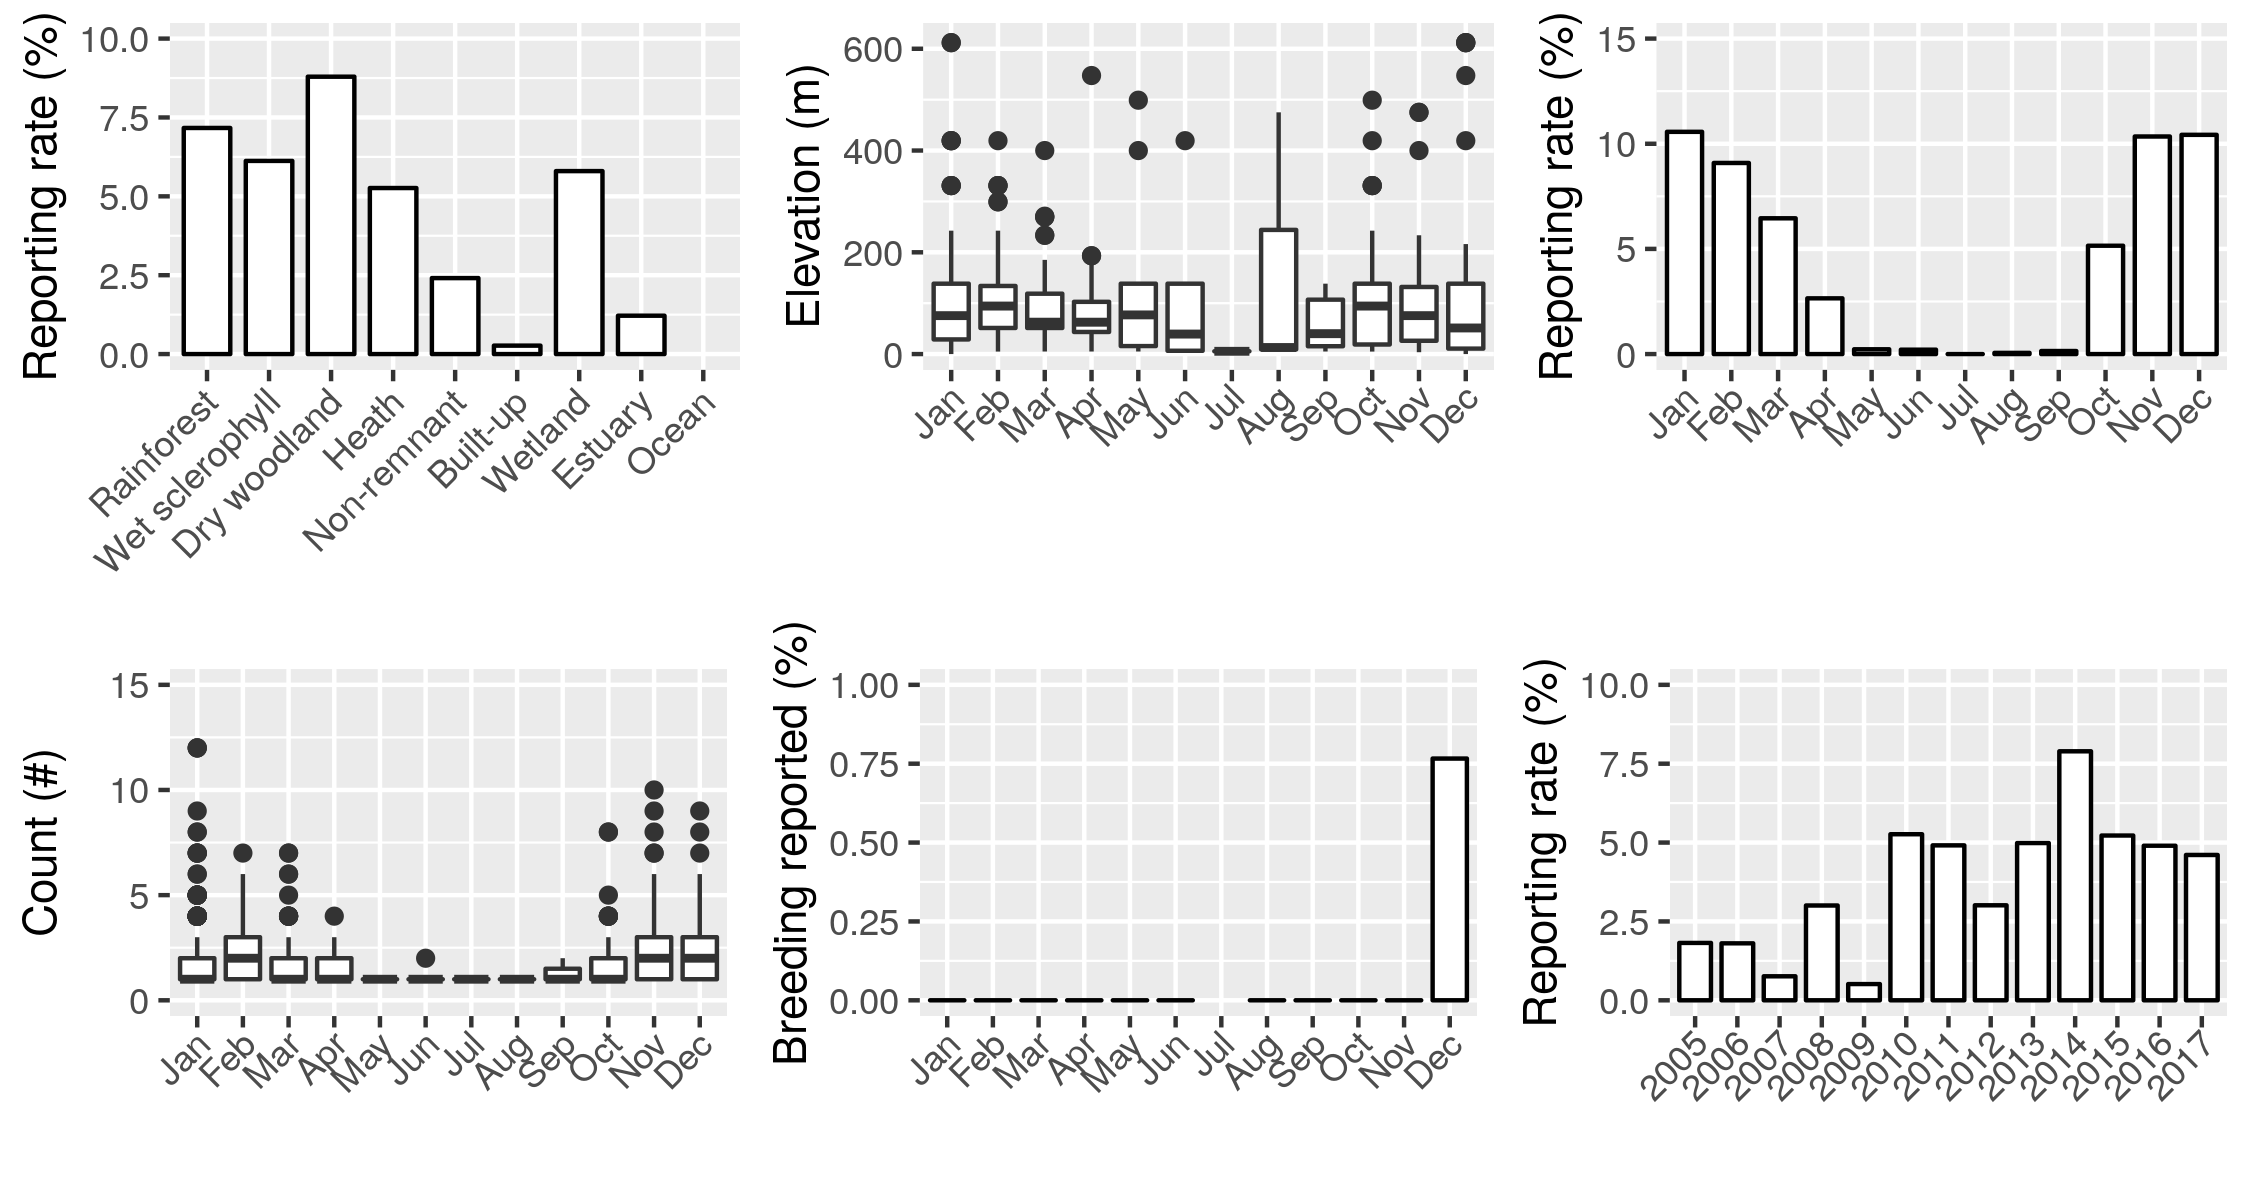 Reporting rate (%)
10.0
7.5
5.0
2.5
0.0
Rainforest
Wet sclerophyll
Dry woodland
Heath
Non-remnant
Built-up
Wetland
Estuary
Ocean
Elevation (m)
600
400
200
0
Jan
Feb
Mar
Apr
May
Jun
Jul
Aug
Sep
Oct
Nov
Dec
Reporting rate (%)
15
10
5
0
Jan
Feb
Mar
Apr
May
Jun
Jul
Aug
Sep
Oct
Nov
Dec
Count (#)
15
10
5
0
Jan
Feb
Mar
Apr
May
Jun
Jul
Aug
Sep
Oct
Nov
Dec
Breeding reported (%)
1.00
0.75
0.50
0.25
0.00
Jan
Feb
Mar
Apr
May
Jun
Jul
Aug
Sep
Oct
Nov
Dec
Reporting rate (%)
10.0
7.5
5.0
2.5
0.0
2005
2006
2007
2008
2009
2010
2011
2012
2013
2014
2015
2016
2017